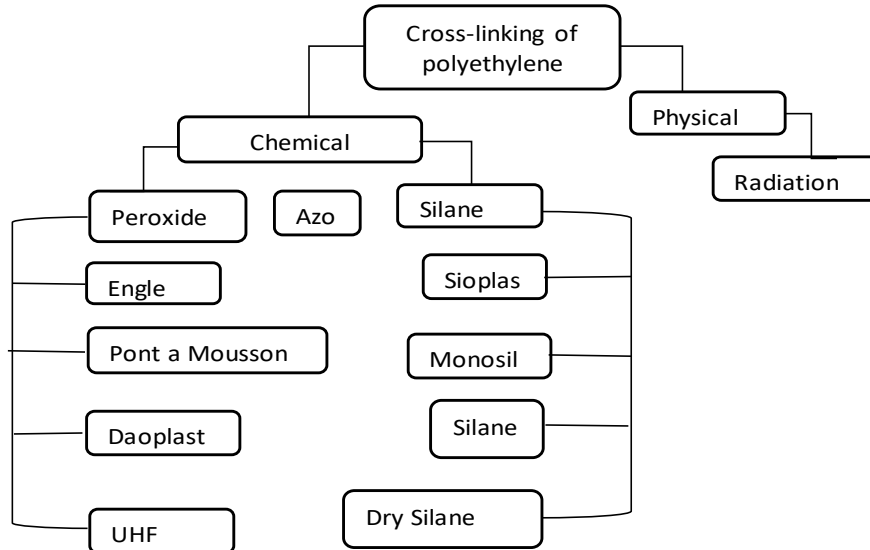 Cross-linking of
polyethylene
Physical
Chemical
Radiation
Peroxide
Azo
Silane
Engle
Sioplas
Pont a Mousson
Monosil
Daoplast
Silane
UHF
Dry Silane